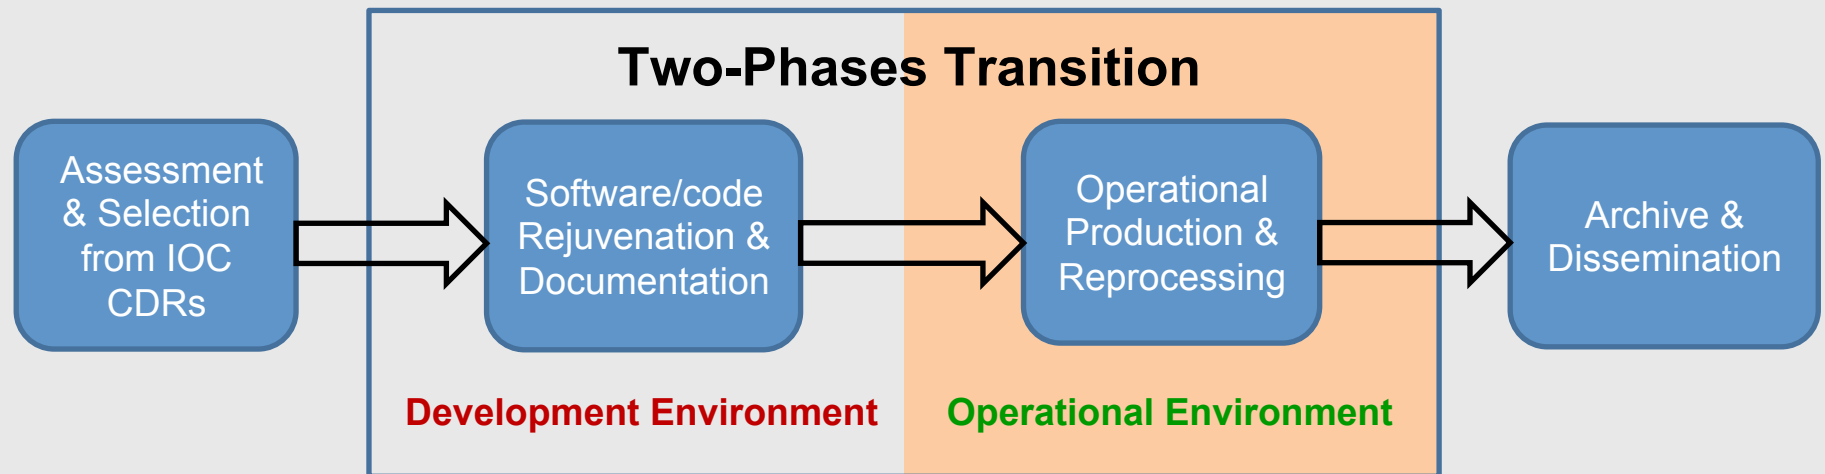 Two-Phases Transition
Assessment
& Selection
from IOC
CDRs
Software/code
Rejuvenation &
Documentation
Operational
Production &
Reprocessing
Archive &
Dissemination
Development Environment
Operational Environment